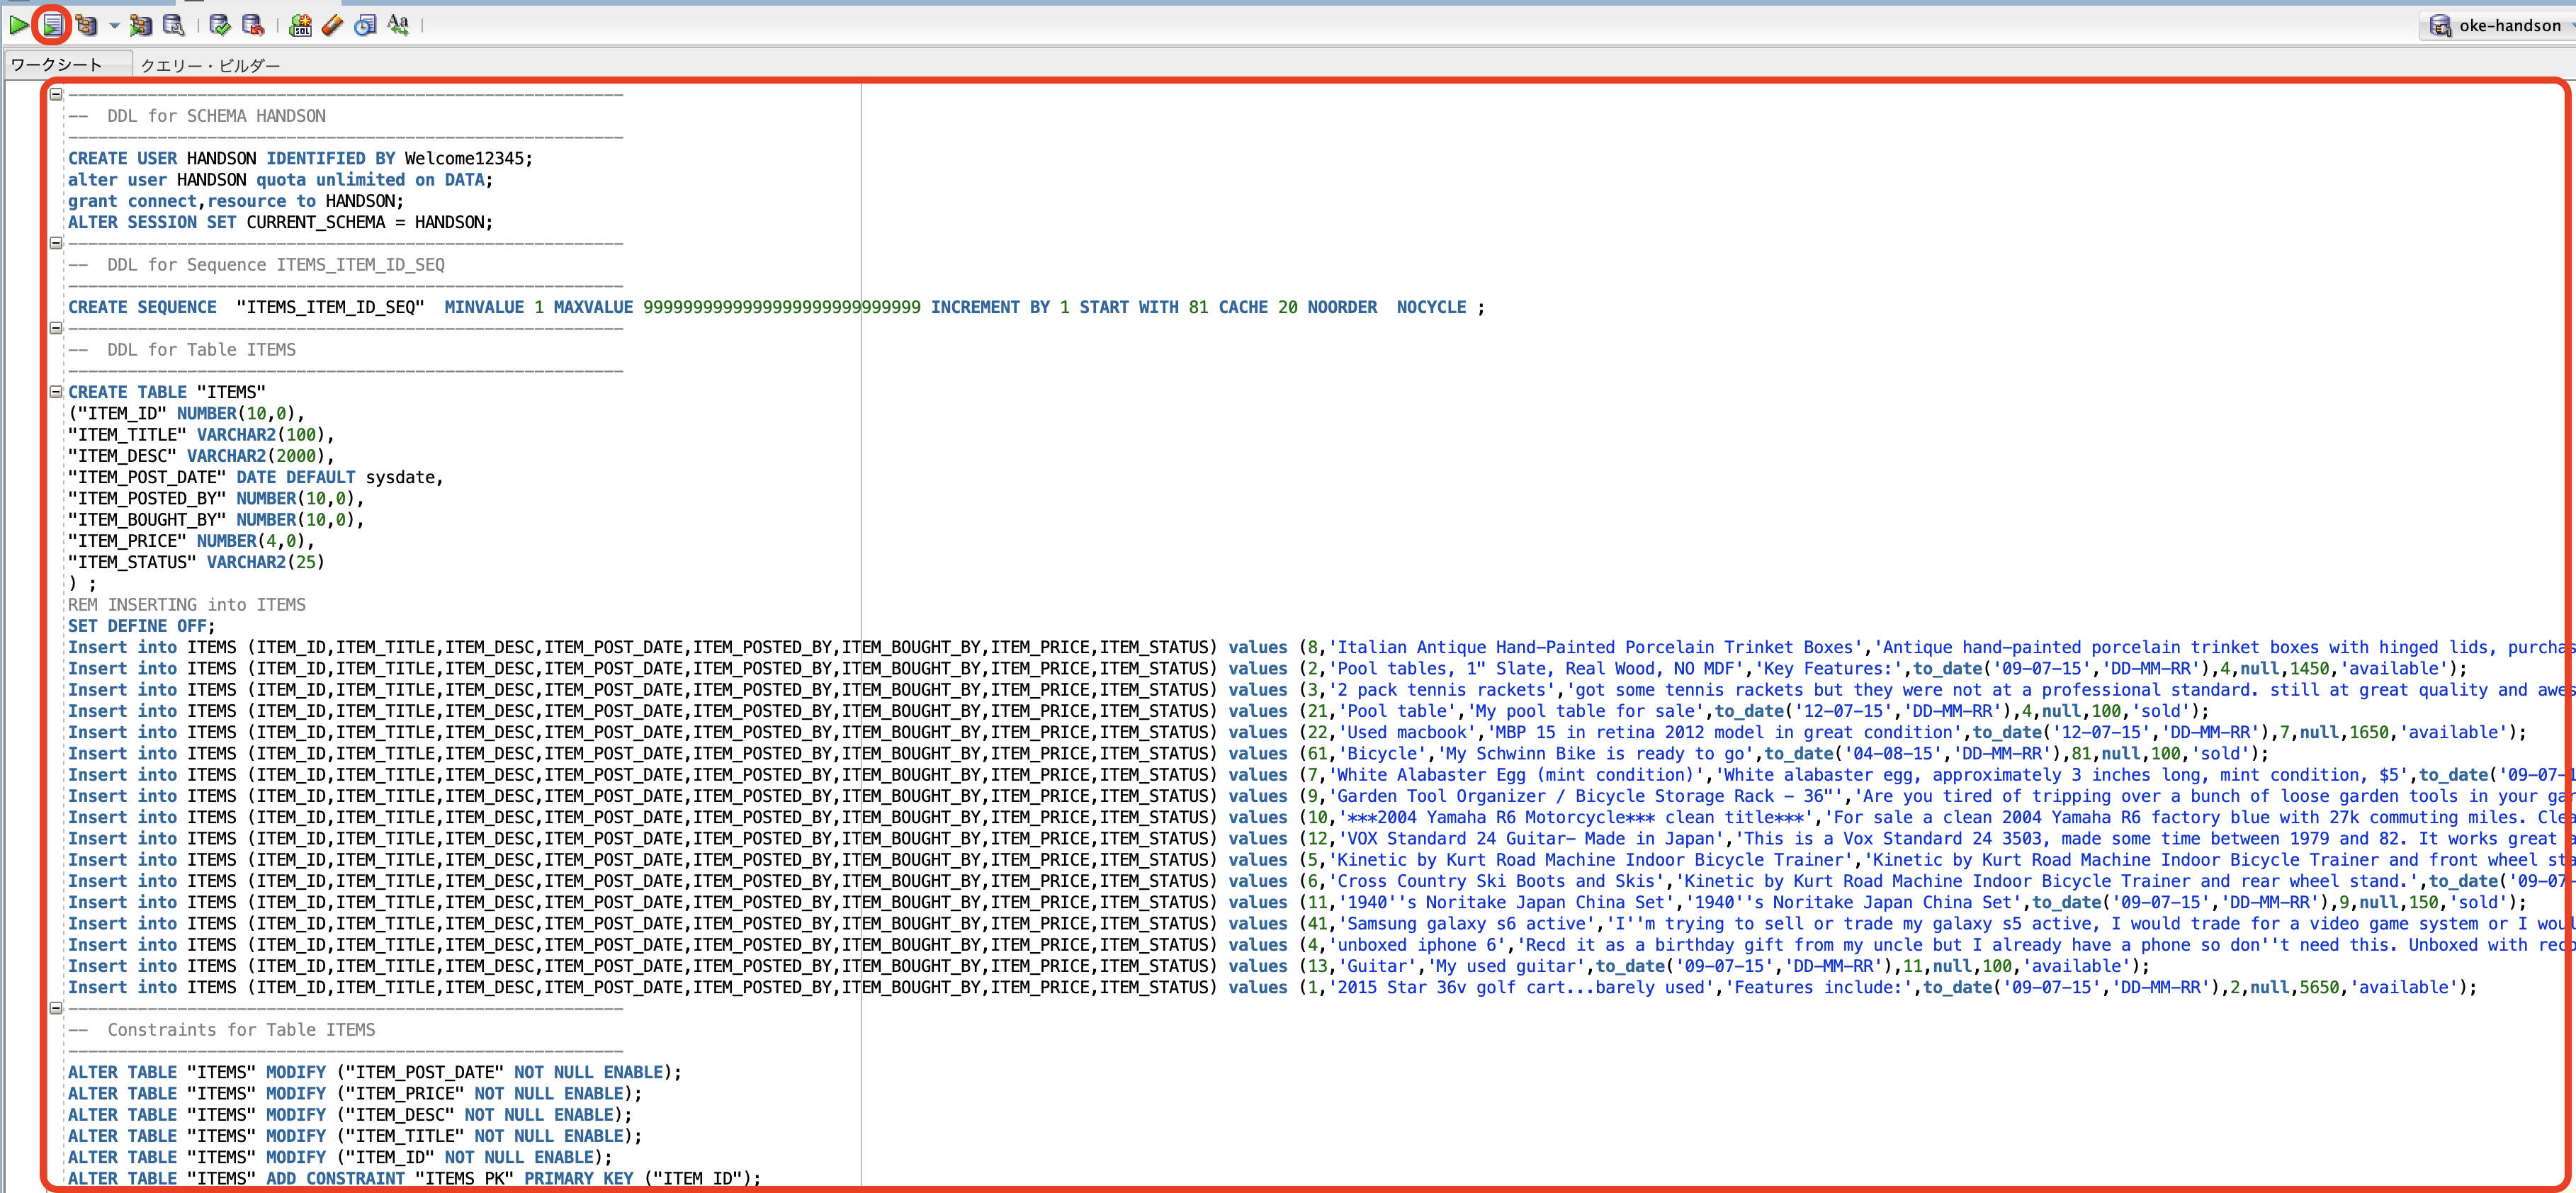 oke-handson
ワークシート クエリー・ビルダー
--------------------------------------------------------
--  DDL for SCHEMA HANDSON
--------------------------------------------------------
CREATE USER HANDSON IDENTIFIED BY Welcome12345;
alter user HANDSON quota unlimited on DATA;
grant connect,resource to HANDSON;
ALTER SESSION SET CURRENT_SCHEMA = HANDSON;
--------------------------------------------------------
--  DDL for Sequence ITEMS_ITEM_ID_SEQ
--------------------------------------------------------
CREATE SEQUENCE  "ITEMS_ITEM_ID_SEQ"  MINVALUE 1 MAXVALUE 9999999999999999999999999999 INCREMENT BY 1 START WITH 81 CACHE 20 NOORDER  NOCYCLE ;
--------------------------------------------------------
--  DDL for Table ITEMS
--------------------------------------------------------
CREATE TABLE "ITEMS"
("ITEM_ID" NUMBER(10,0),
"ITEM_TITLE" VARCHAR2(100),
"ITEM_DESC" VARCHAR2(2000),
"ITEM_POST_DATE" DATE DEFAULT sysdate,
"ITEM_POSTED_BY" NUMBER(10,0),
"ITEM_BOUGHT_BY" NUMBER(10,0),
"ITEM_PRICE" NUMBER(4,0),
"ITEM_STATUS" VARCHAR2(25)
) ;
REM INSERTING into ITEMS
SET DEFINE OFF;
Insert into ITEMS (ITEM_ID,ITEM_TITLE,ITEM_DESC,ITEM_POST_DATE,ITEM_POSTED_BY,ITEM_BOUGHT_BY,ITEM_PRICE,ITEM_STATUS) values (8,'Italian Antique Hand-Painted Porcelain Trinket Boxes','Antique hand-painted porcelain trinket boxes with hinged lids,
Insert into ITEMS (ITEM_ID,ITEM_TITLE,ITEM_DESC,ITEM_POST_DATE,ITEM_POSTED_BY,ITEM_BOUGHT_BY,ITEM_PRICE,ITEM_STATUS) values (2,'Pool tables, 1" Slate, Real Wood, NO MDF','Key Features:',to_date('09-07-15','DD-MM-RR'),4,null,1450,'available');
Insert into ITEMS (ITEM_ID,ITEM_TITLE,ITEM_DESC,ITEM_POST_DATE,ITEM_POSTED_BY,ITEM_BOUGHT_BY,ITEM_PRICE,ITEM_STATUS) values (3,'2 pack tennis rackets','got some tennis rackets but they were not at a professional standard. still at great quality and
Insert into ITEMS (ITEM_ID,ITEM_TITLE,ITEM_DESC,ITEM_POST_DATE,ITEM_POSTED_BY,ITEM_BOUGHT_BY,ITEM_PRICE,ITEM_STATUS) values (21,'Pool table','My pool table for sale',to_date('12-07-15','DD-MM-RR'),4,null,100,'sold');
Insert into ITEMS (ITEM_ID,ITEM_TITLE,ITEM_DESC,ITEM_POST_DATE,ITEM_POSTED_BY,ITEM_BOUGHT_BY,ITEM_PRICE,ITEM_STATUS) values (22,'Used macbook','MBP 15 in retina 2012 model in great condition',to_date('12-07-15','DD-MM-RR'),7,null,1650,'available');
Insert into ITEMS (ITEM_ID,ITEM_TITLE,ITEM_DESC,ITEM_POST_DATE,ITEM_POSTED_BY,ITEM_BOUGHT_BY,ITEM_PRICE,ITEM_STATUS) values (61,'Bicycle','My Schwinn Bike is ready to go',to_date('04-08-15','DD-MM-RR'),81,null,100,'sold');
Insert into ITEMS (ITEM_ID,ITEM_TITLE,ITEM_DESC,ITEM_POST_DATE,ITEM_POSTED_BY,ITEM_BOUGHT_BY,ITEM_PRICE,ITEM_STATUS) values (7,'White Alabaster Egg (mint condition)','White alabaster egg, approximately 3 inches long, mint condition, $5',to_date('09-07-
Insert into ITEMS (ITEM_ID,ITEM_TITLE,ITEM_DESC,ITEM_POST_DATE,ITEM_POSTED_BY,ITEM_BOUGHT_BY,ITEM_PRICE,ITEM_STATUS) values (9,'Garden Tool Organizer / Bicycle Storage Rack - 36"','Are you tired of tripping over a bunch of loose garden tools in your
Insert into ITEMS (ITEM_ID,ITEM_TITLE,ITEM_DESC,ITEM_POST_DATE,ITEM_POSTED_BY,ITEM_BOUGHT_BY,ITEM_PRICE,ITEM_STATUS) values (10,'***2004 Yamaha R6 Motorcycle*** clean title***','For sale a clean 2004 Yamaha R6 factory blue with 27k commuting miles.
Insert into ITEMS (ITEM_ID,ITEM_TITLE,ITEM_DESC,ITEM_POST_DATE,ITEM_POSTED_BY,ITEM_BOUGHT_BY,ITEM_PRICE,ITEM_STATUS) values (12,'VOX Standard 24 Guitar- Made in Japan','This is a Vox Standard 24 3503, made some time between 1979 and 82. It works great
Insert into ITEMS (ITEM_ID,ITEM_TITLE,ITEM_DESC,ITEM_POST_DATE,ITEM_POSTED_BY,ITEM_BOUGHT_BY,ITEM_PRICE,ITEM_STATUS) values (5,'Kinetic by Kurt Road Machine Indoor Bicycle Trainer','Kinetic by Kurt Road Machine Indoor Bicycle Trainer and front wheel
Insert into ITEMS (ITEM_ID,ITEM_TITLE,ITEM_DESC,ITEM_POST_DATE,ITEM_POSTED_BY,ITEM_BOUGHT_BY,ITEM_PRICE,ITEM_STATUS) values (6,'Cross Country Ski Boots and Skis','Kinetic by Kurt Road Machine Indoor Bicycle Trainer and rear wheel stand.',to_date('09-07-
Insert into ITEMS (ITEM_ID,ITEM_TITLE,ITEM_DESC,ITEM_POST_DATE,ITEM_POSTED_BY,ITEM_BOUGHT_BY,ITEM_PRICE,ITEM_STATUS) values (11,'1940''s Noritake Japan China Set','1940''s Noritake Japan China Set',to_date('09-07-15','DD-MM-RR'),9,null,150,'sold');
Insert into ITEMS (ITEM_ID,ITEM_TITLE,ITEM_DESC,ITEM_POST_DATE,ITEM_POSTED_BY,ITEM_BOUGHT_BY,ITEM_PRICE,ITEM_STATUS) values (41,'Samsung galaxy s6 active','I''m trying to sell or trade my galaxy s5 active, I would trade for a video game system or I
Insert into ITEMS (ITEM_ID,ITEM_TITLE,ITEM_DESC,ITEM_POST_DATE,ITEM_POSTED_BY,ITEM_BOUGHT_BY,ITEM_PRICE,ITEM_STATUS) values (4,'unboxed iphone 6','Recd it as a birthday gift from my uncle but I already have a phone so don''t need this. Unboxed with
Insert into ITEMS (ITEM_ID,ITEM_TITLE,ITEM_DESC,ITEM_POST_DATE,ITEM_POSTED_BY,ITEM_BOUGHT_BY,ITEM_PRICE,ITEM_STATUS) values (13,'Guitar','My used guitar',to_date('09-07-15','DD-MM-RR'),11,null,100,'available');
Insert into ITEMS (ITEM_ID,ITEM_TITLE,ITEM_DESC,ITEM_POST_DATE,ITEM_POSTED_BY,ITEM_BOUGHT_BY,ITEM_PRICE,ITEM_STATUS) values (1,'2015 Star 36v golf cart...barely used','Features include:',to_date('09-07-15','DD-MM-RR'),2,null,5650,'available');
--------------------------------------------------------
--  Constraints for Table ITEMS
--------------------------------------------------------
ALTER TABLE "ITEMS" MODIFY ("ITEM_POST_DATE" NOT NULL ENABLE);
ALTER TABLE "ITEMS" MODIFY ("ITEM_PRICE" NOT NULL ENABLE);
ALTER TABLE "ITEMS" MODIFY ("ITEM_DESC" NOT NULL ENABLE);
ALTER TABLE "ITEMS" MODIFY ("ITEM_TITLE" NOT NULL ENABLE);
ALTER TABLE "ITEMS" MODIFY ("ITEM_ID" NOT NULL ENABLE);
ALTER TABLE "ITEMS" ADD CONSTRAINT "ITEMS_PK" PRIMARY KEY ("ITEM_ID");